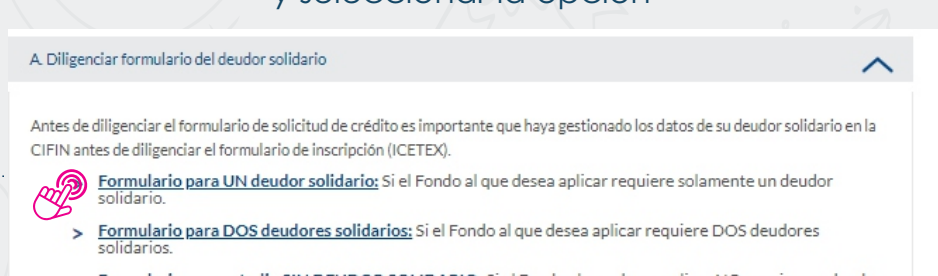 y seleccionar la opción
A. Diligenciar formulario del deudor solidario
Antes de diligenciar el formulario de solicitud de crédito es importante que haya gestionado los datos de su deudor solidario en la
CIFIN antes de diligenciar el formulario de inscripción (ICETEX).
Formulario para UN deudor solidario: Si el Fondo al que desea aplicar requiere solamente un deudor
solidario.
> Formulario para DOS deudores solidarios: Si el Fondo al que desea aplicar requiere DOS deudores
solidarios.